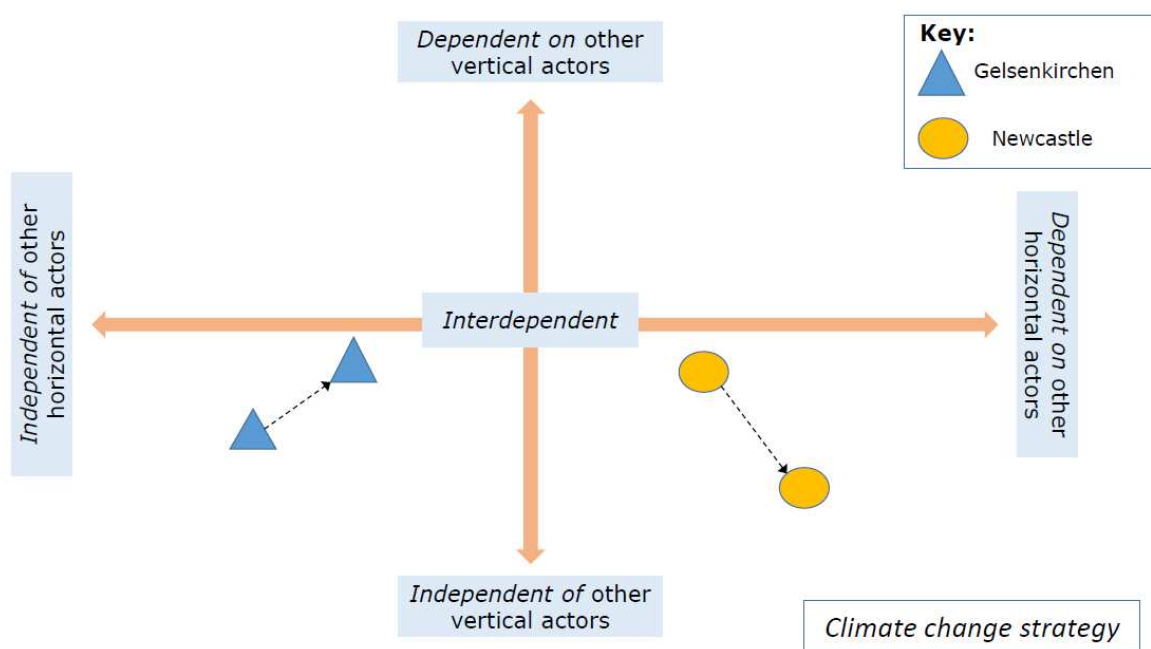 Dependent on other
vertical actors
Key:
Gelsenkirchen
Newcastle
Independent of other
horizontal actors
Interdependent
Dependent on other
horizontal actors
Independent of other
vertical actors
Climate change strategy